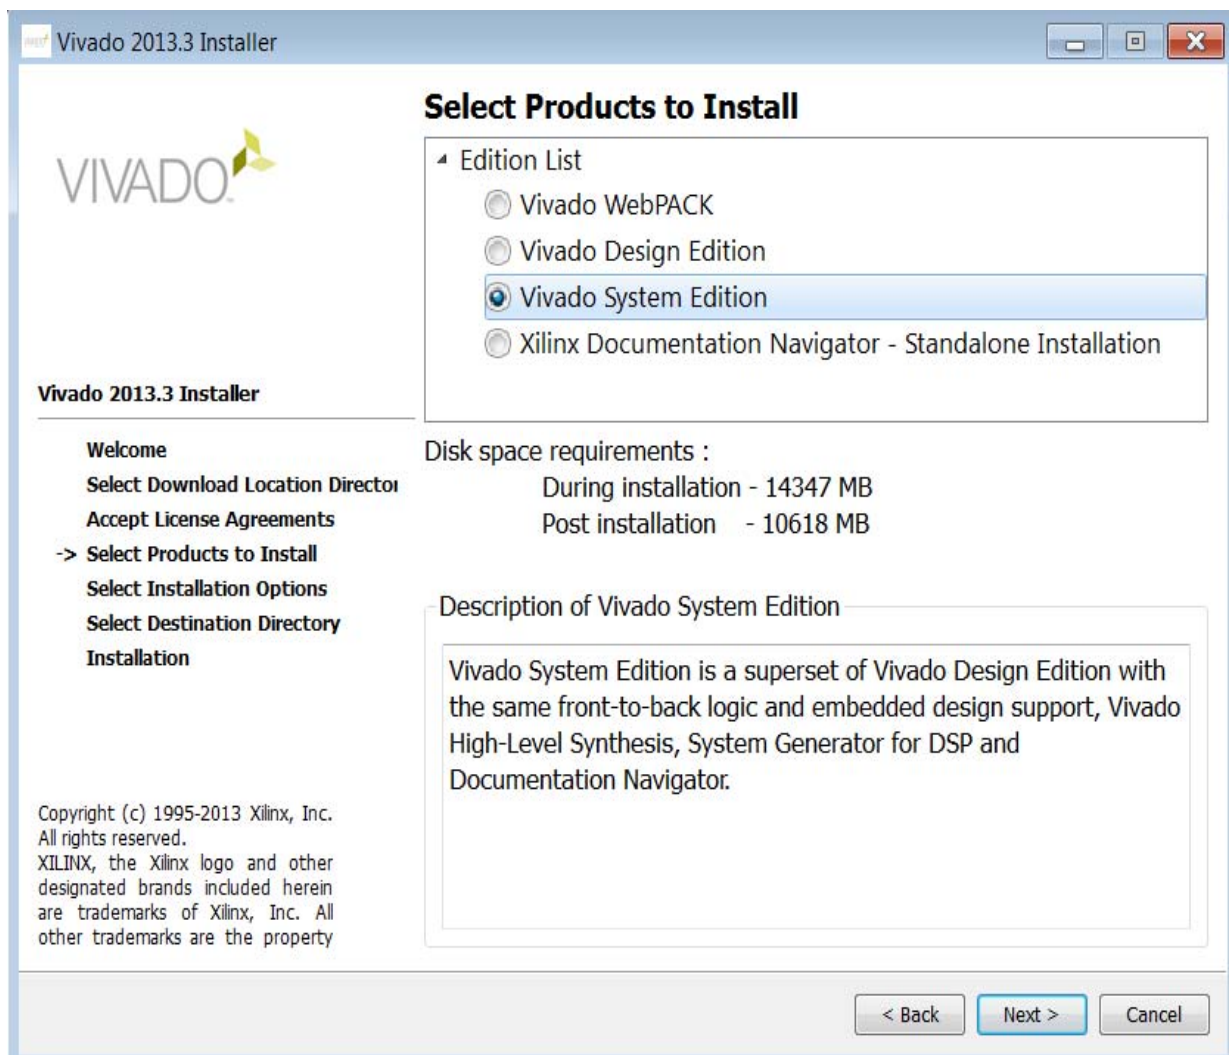 Vivado 2013.3 Installer
VIVADO
Select Products to Install
Edition List
Vivado WebPACK
Vivado Design Edition
Vivado System Edition
Xilinx Documentation Navigator - Standalone Installation
Vivado 2013.3 Installer
Welcome
Select Download Location Director
Accept License Agreements
-> Select Products to Install
Select Installation Options
Select Destination Directory
Installation
Disk space requirements :
During installation - 14347 MB
Post installation - 10618 MB
Description of Vivado System Edition
Vivado System Edition is a superset of Vivado Design Edition with
the same front-to-back logic and embedded design support, Vivado
High-Level Synthesis, System Generator for DSP and
Documentation Navigator.
Copyright (c) 1995-2013 Xilinx, Inc.
All rights reserved.
XILINX, the Xilinx logo and other
designated brands included herein
are trademarks of Xilinx, Inc. All
other trademarks are the property
< Back
Next >
Cancel